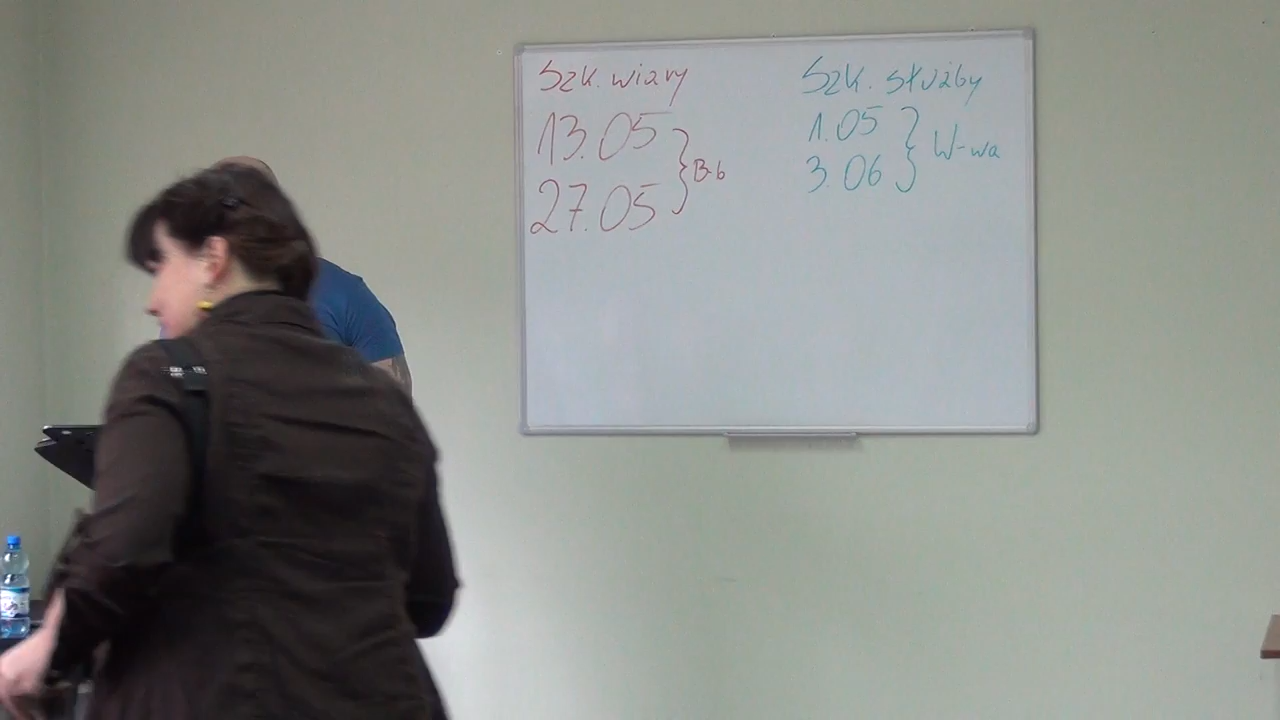 Szk. wiary
13.05
27.05
B-b
Szk. służby
1.05
3.06
W-wa